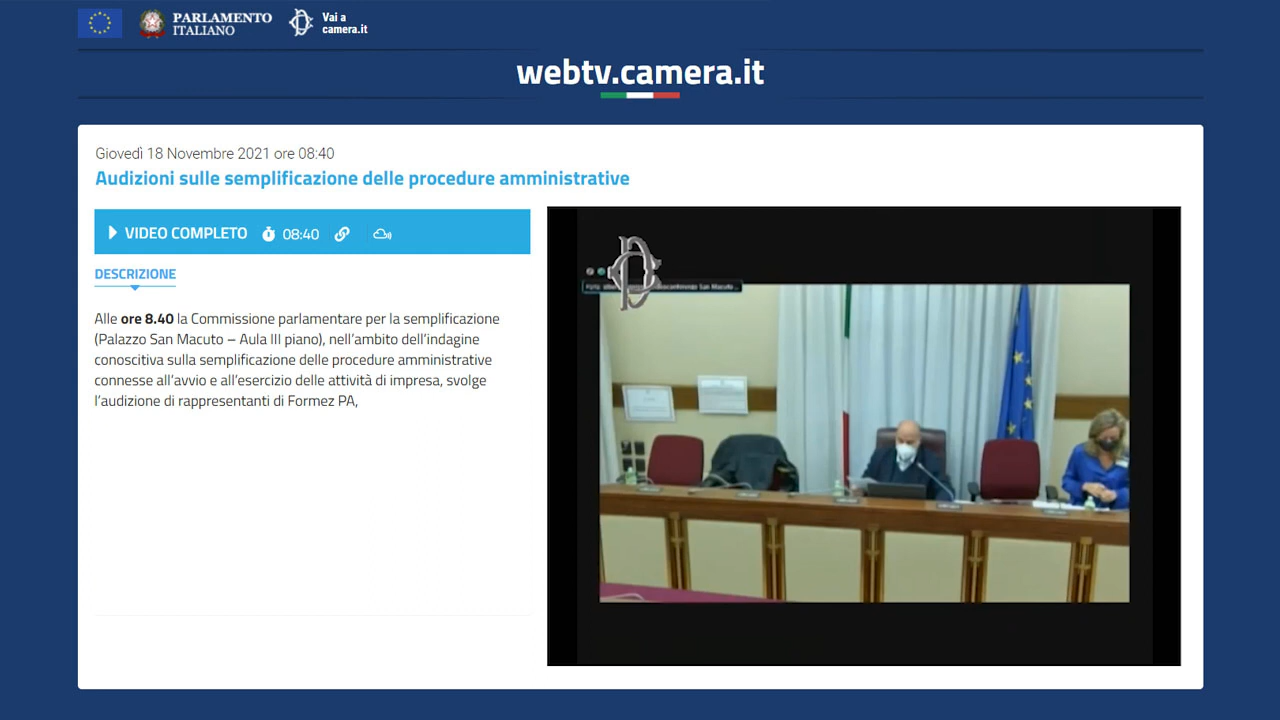 PARLAMENTO
ITALIANO
Vai a
camera.it
webtv.camera.it
Giovedì 18 Novembre 2021 ore 08:40
Audizioni sulle semplificazione delle procedure amministrative
VIDEO COMPLETO 08:40
DESCRIZIONE
Alle ore 8.40 la Commissione parlamentare per la semplificazione
(Palazzo San Macuto – Aula III piano), nell'ambito dell'indagine
conoscitiva sulla semplificazione delle procedure amministrative
connesse all'avvio e all'esercizio delle attività di impresa, svolge
l'audizione di rappresentanti di Formez PA,
San Macuto